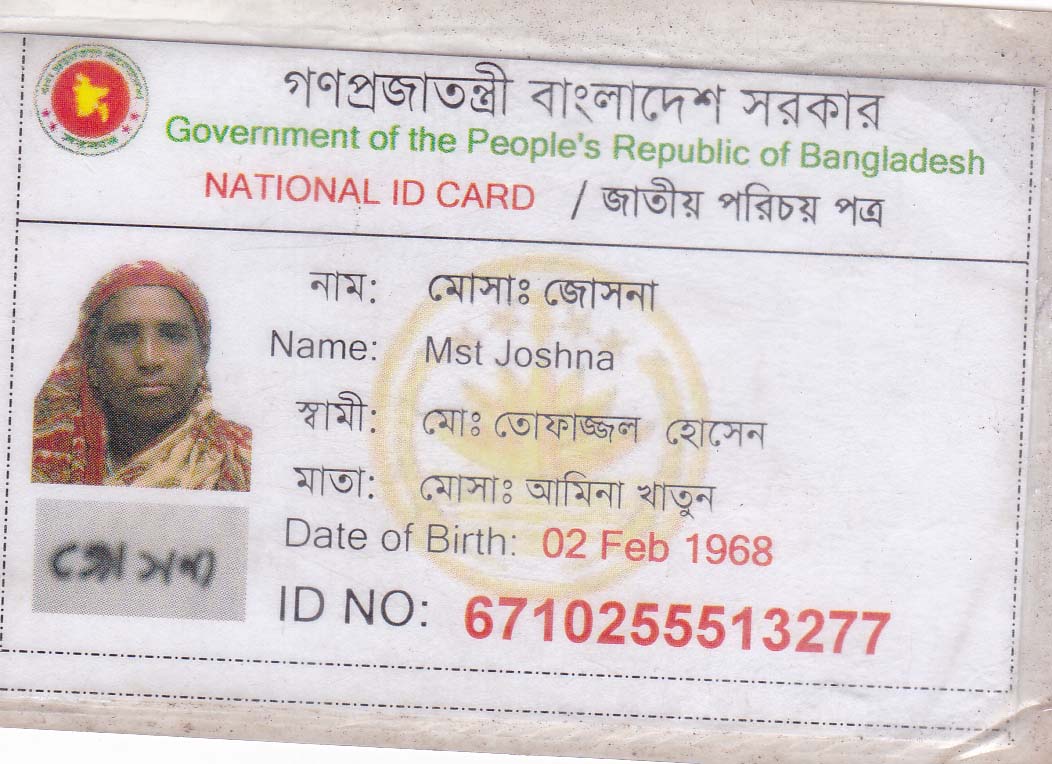 গণপ্রজাতন্ত্রী বাংলাদেশ সরকার
Government of the People's Republic of Bangladesh
NATIONAL ID CARD / জাতীয় পরিচয় পত্র
নাম: মোসাঃ জোসনা
Name: Mst Joshna
স্বামী: মোঃ তোফাজ্জল হোসেন
মাতা: মোসাঃ আমিনা খাতুন
Date of Birth: 02 Feb 1968
ID NO: 6710255513277
জোসনা